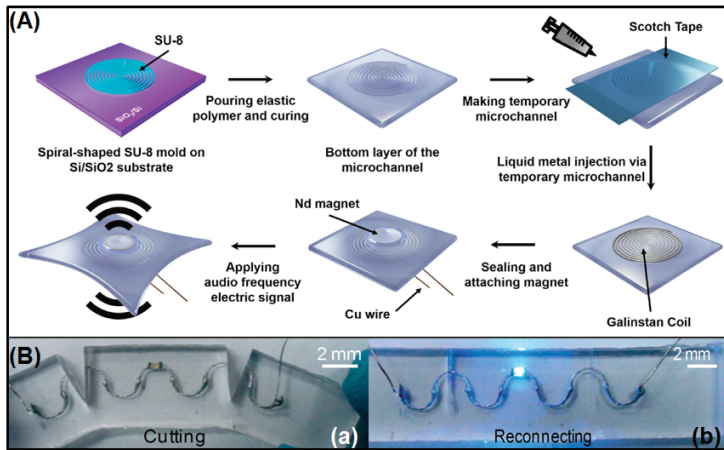 (A)
SU-8
SiO₂/Si
Spiral-shaped SU-8 mold on
Si/SiO2 substrate
Pouring elastic
polymer and curing
Bottom layer of the
microchannel
Making temporary
microchannel
Scotch Tape
Liquid metal injection via
temporary microchannel
Galinstan Coil
Sealing and
attaching magnet
Nd magnet
Cu wire
Applying
audio frequency
electric signal
(B)
2 mm
Cutting
(a)
2 mm
Reconnecting
(b)